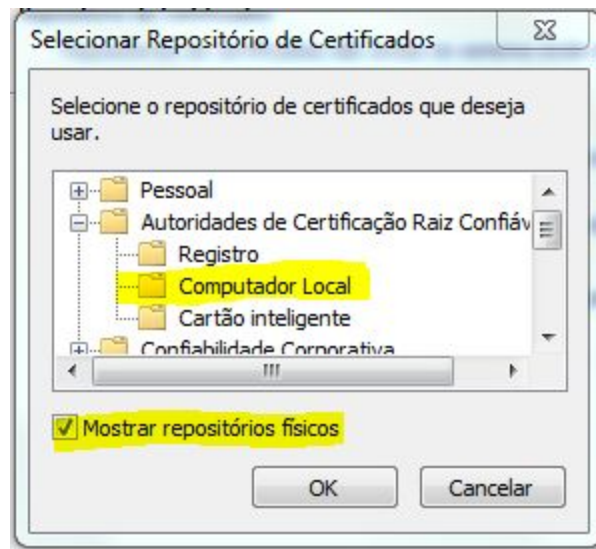 Selecionar Repositório de Certificados
Selecione o repositório de certificados que deseja
usar.
Pessoal
Autoridades de Certificação Raiz Confiáv
Registro
Computador Local
Cartão inteligente
Confiabilidade Corporativa
Mostrar repositórios físicos
OK
Cancelar